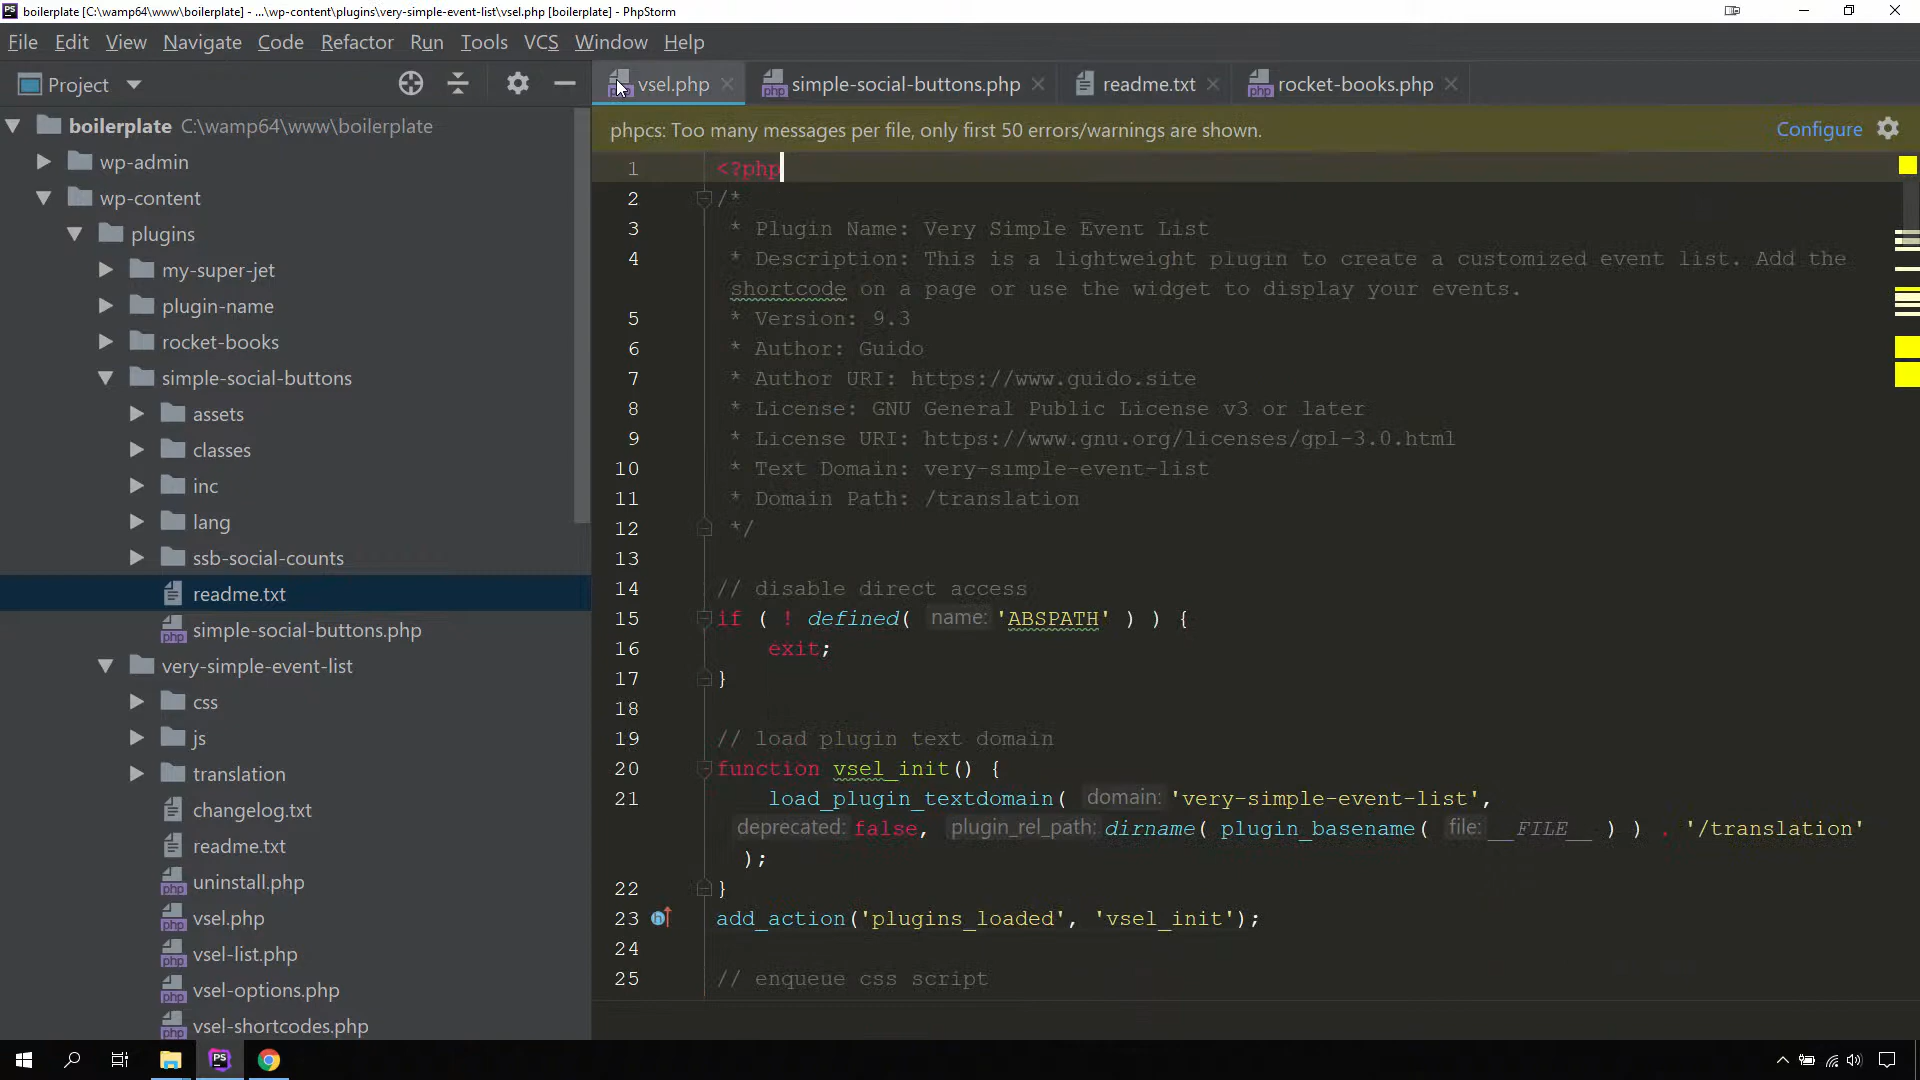 boilerplate [C:\wamp64\www\boilerplate] - ...\wp-content\plugins\very-simple-event-list\vsel.php [boilerplate] - PhpStorm
File Edit View Navigate Code Refactor Run Tools VCS Window Help
Project
vsel.php simple-social-buttons.php readme.txt rocket-books.php
phpcs: Too many messages per file, only first 50 errors/warnings are shown. Configure
boilerplate C:\wamp64\www\boilerplate
wp-admin
wp-content
plugins
my-super-jet
plugin-name
rocket-books
simple-social-buttons
assets
classes
inc
lang
ssb-social-counts
readme.txt
simple-social-buttons.php
very-simple-event-list
css
js
translation
changelog.txt
readme.txt
uninstall.php
vsel.php
vsel-list.php
vsel-options.php
vsel-shortcodes.php
1 <?php
2 /*
3 * Plugin Name: Very Simple Event List
4 * Description: This is a lightweight plugin to create a customized event list. Add the
shortcode on a page or use the widget to display your events.
5 * Version: 9.3
6 * Author: Guido
7 * Author URI: https://www.guido.site
8 * License: GNU General Public License v3 or later
9 * License URI: https://www.gnu.org/licenses/gpl-3.0.html
10 * Text Domain: very-simple-event-list
11 * Domain Path: /translation
12 */
13
14 // disable direct access
15 if ( ! defined( name: 'ABSPATH' ) ) {
16 exit;
17 }
18
19 // load plugin text domain
20 function vsel_init() {
21 load_plugin_textdomain( domain: 'very-simple-event-list',
deprecated: false, plugin_rel_path: dirname( plugin_basename( file: __FILE__ ) ) . '/translation'
);
22 }
23 add_action('plugins_loaded', 'vsel_init');
24
25 // enqueue css script